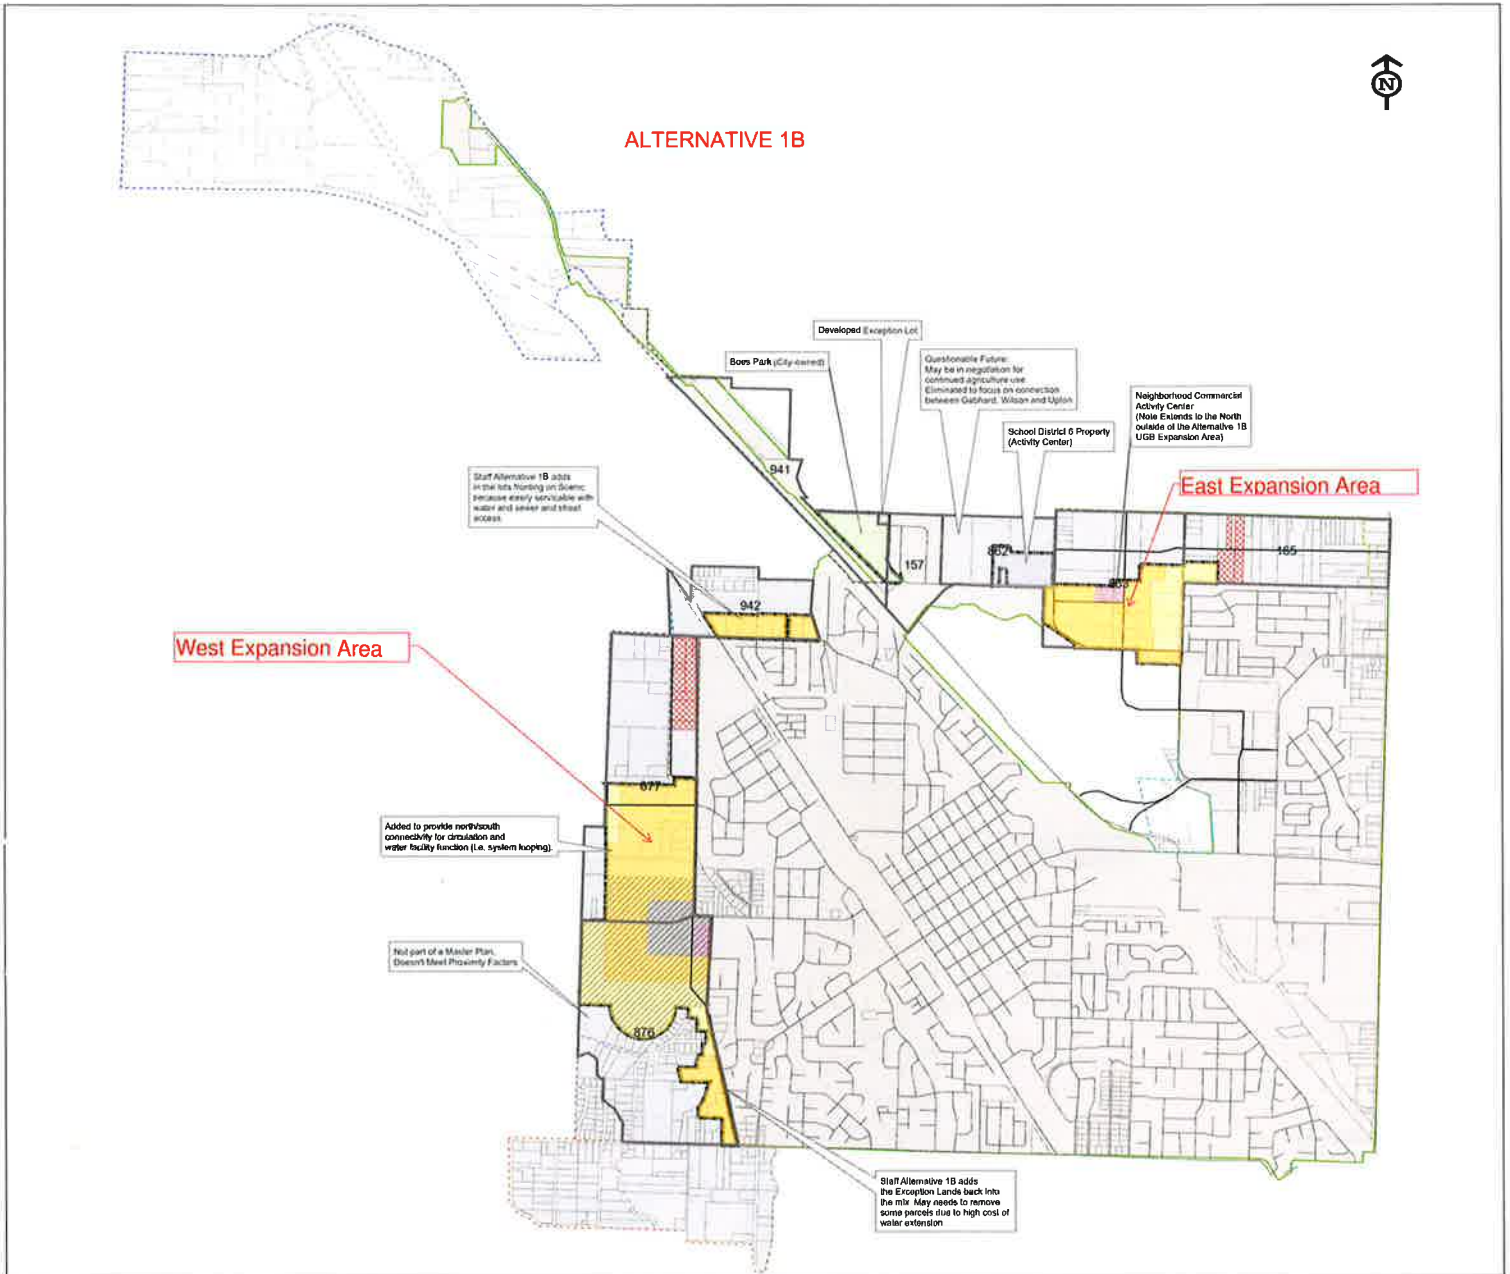 N
ALTERNATIVE 1B
Developed Exception Lot
Boes Park (City-owned)
Questionable Future:
May be in negotiation for
continued agriculture use
Eliminated to focus on connection
between Gebhard, Wilson and Upton
Neighborhood Commercial
Activity Center
(Note Extends to the North
outside of the Alternative 1B
UGB Expansion Area)
School District 6 Property
(Activity Center)
Staff Alternative 1B adds
in the lots fronting on Scenic
because easily servicable with
water and sewer and street
access
941
East Expansion Area
862
165
157
863
942
West Expansion Area
677
Added to provide north/south
connectivity for circulation and
water facility function (i.e. system looping).
Not part of a Master Plan,
Doesn't Meet Proximity Factors
876
Staff Alternative 1B adds
the Exception Lands back into
the mix. May needs to remove
some parcels due to high cost of
water extension